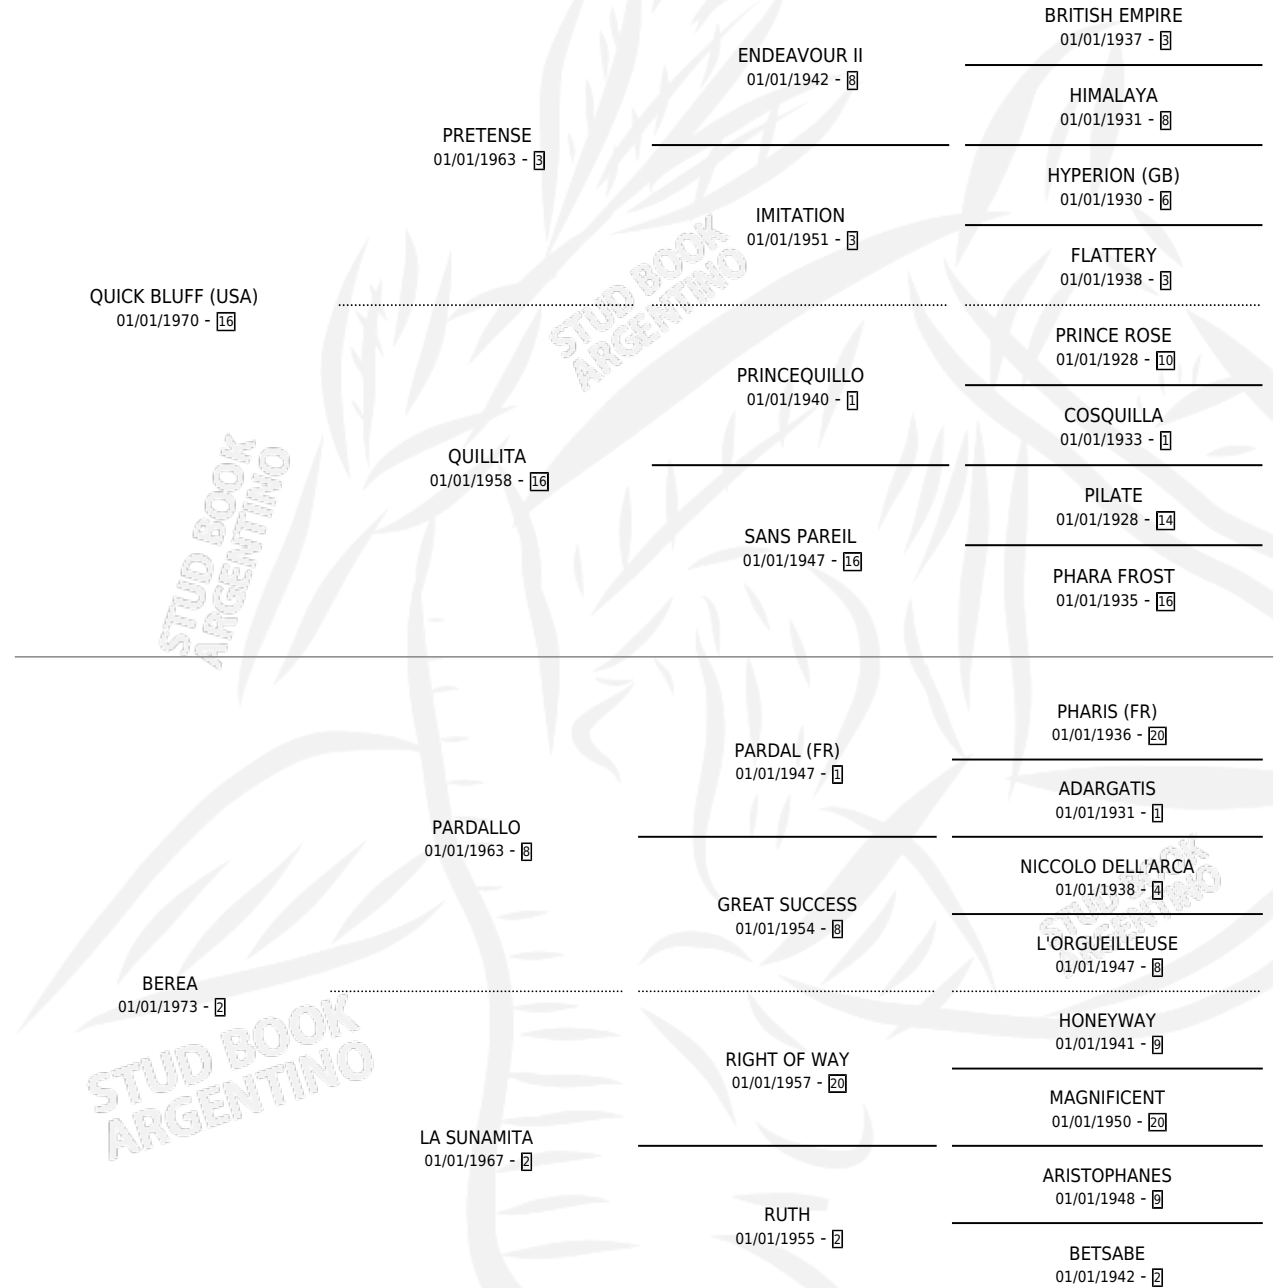 BRITISH EMPIRE
01/01/1937 - 3
ENDEAVOUR II
01/01/1942 - 8
HIMALAYA
01/01/1931 - 8
PRETENSE
01/01/1963 - 3
HYPERION (GB)
01/01/1930 - 6
IMITATION
01/01/1951 - 3
FLATTERY
01/01/1938 - 3
QUICK BLUFF (USA)
01/01/1970 - 16
PRINCE ROSE
01/01/1928 - 10
PRINCEQUILLO
01/01/1940 - 1
COSQUILLA
01/01/1933 - 1
QUILLITA
01/01/1958 - 16
PILATE
01/01/1928 - 14
SANS PAREIL
01/01/1947 - 16
PHARA FROST
01/01/1935 - 16
PHARIS (FR)
01/01/1936 - 20
PARDAL (FR)
01/01/1947 - 1
ADARGATIS
01/01/1931 - 1
PARDALLO
01/01/1963 - 8
NICCOLO DELL'ARCA
01/01/1938 - 4
GREAT SUCCESS
01/01/1954 - 8
L'ORGUEILLEUSE
01/01/1947 - 8
BEREA
01/01/1973 - 2
HONEYWAY
01/01/1941 - 9
RIGHT OF WAY
01/01/1957 - 20
MAGNIFICENT
01/01/1950 - 20
LA SUNAMITA
01/01/1967 - 2
ARISTOPHANES
01/01/1948 - 9
RUTH
01/01/1955 - 2
BETSABE
01/01/1942 - 2
STUD BOOK
ARGENTINO
STUD BOOK
ARGENTINO
STUD BOOK
ARGENTINO
STUD BOOK
ARGENTINO